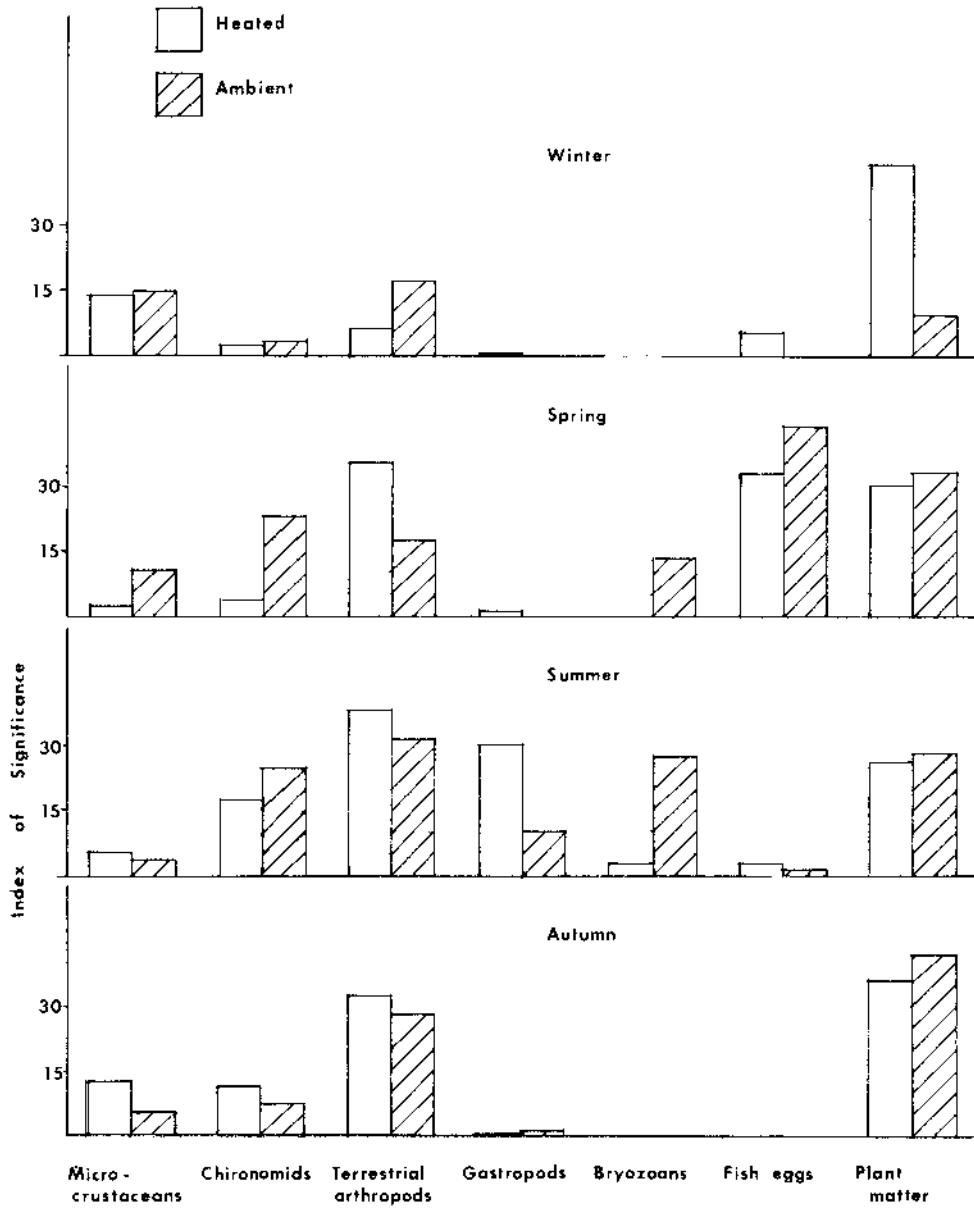 Heated
Ambient
Winter
30
15
Spring
30
15
Summer
30
15
Autumn
30
15
Index of Significance
Micro-
crustaceans
Chironomids
Terrestrial
arthropods
Gastropods
Bryozoans
Fish eggs
Plant
matter